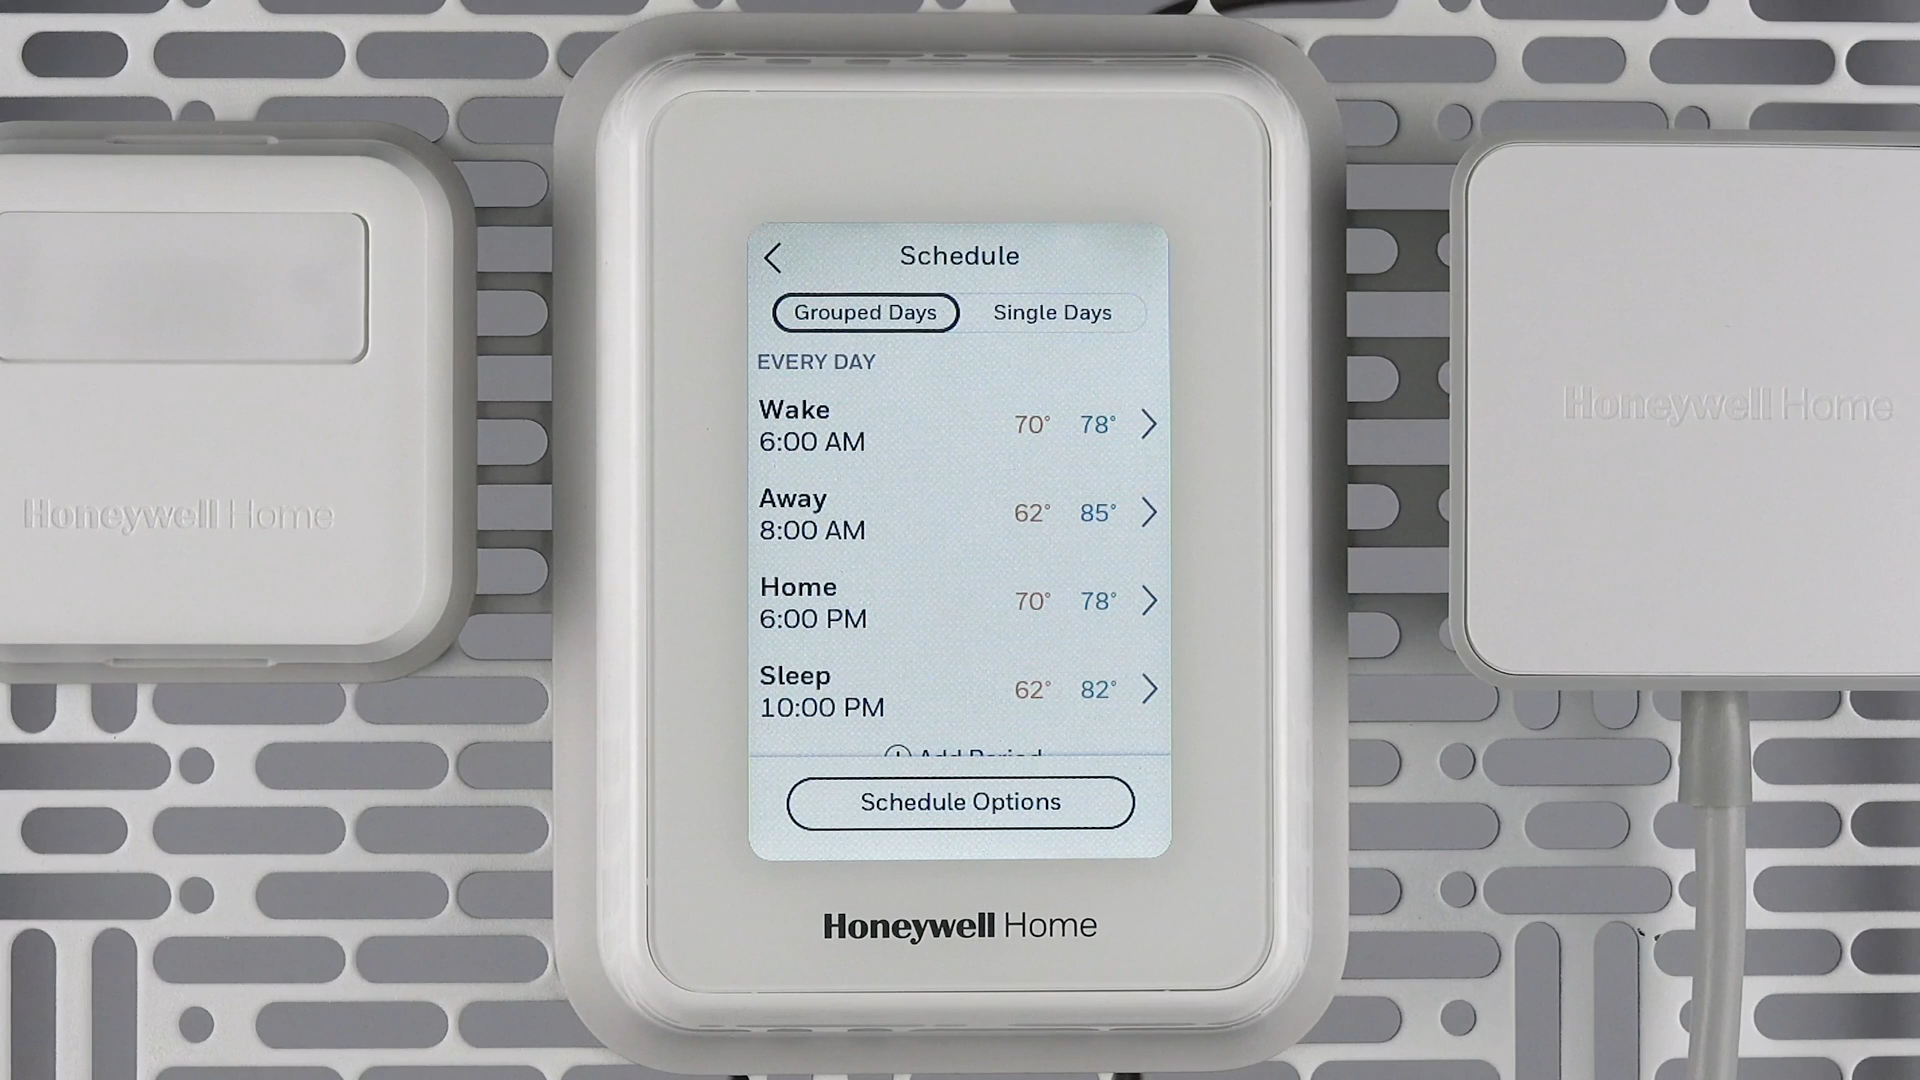 Schedule
Grouped Days Single Days
EVERY DAY
Wake
6:00 AM
70° 78°
Away
8:00 AM
62° 85°
Home
6:00 PM
70° 78°
Sleep
10:00 PM
62° 82°
Add Period
Schedule Options
Honeywell Home
Honeywell Home
Honeywell Home